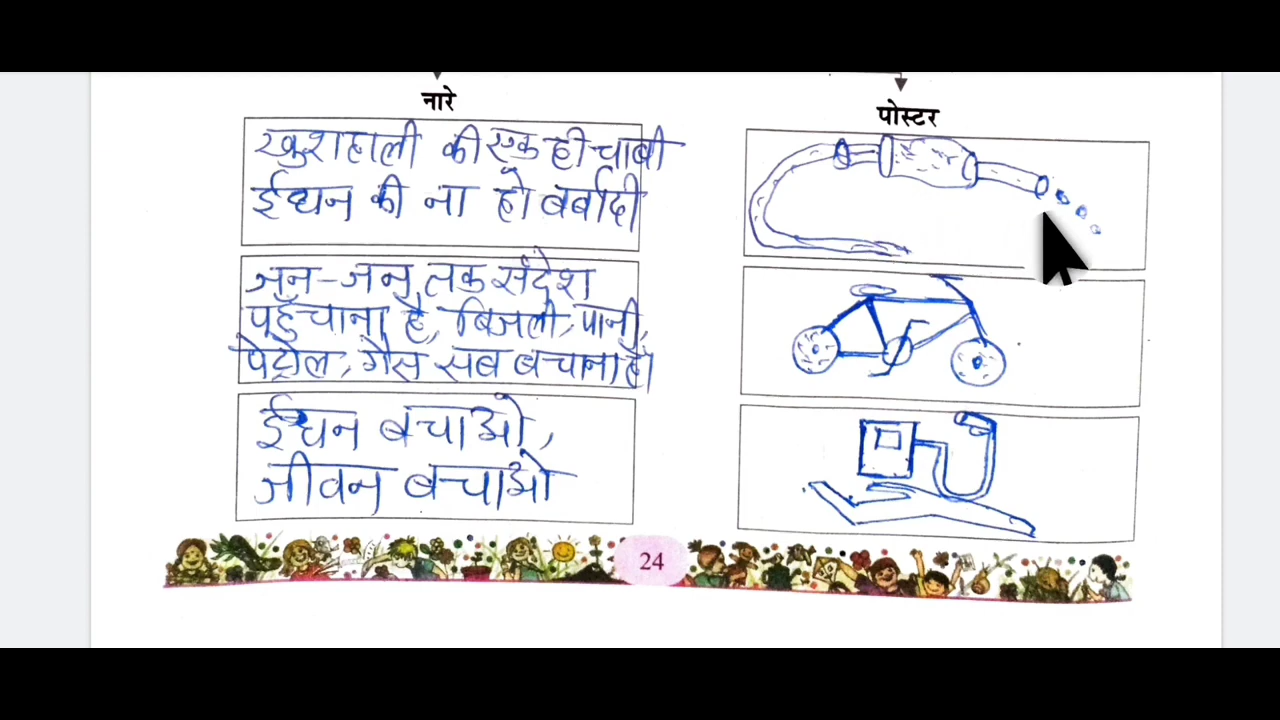 नारे
खुशहाली की एक ही चाबी
ईंधन की ना हो बर्बादी
जन-जन तक संदेश
पहुँचाना है, बिजली, पानी,
पेट्रोल, गैस सब बचाना है।
ईंधन बचाओ,
जीवन बचाओ
पोस्टर
24